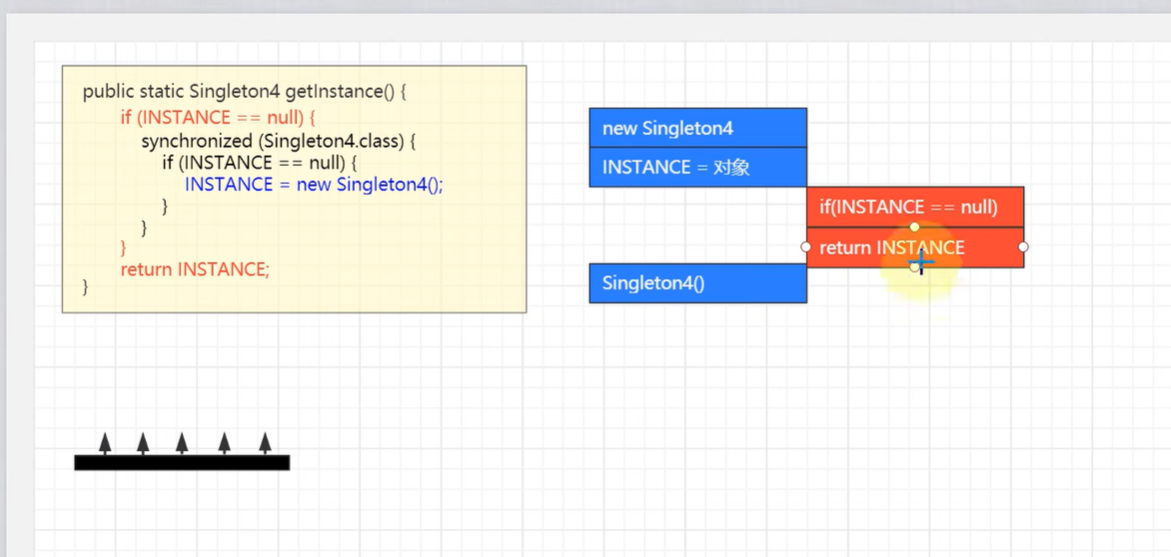 public static Singleton4 getInstance() {
if (INSTANCE == null) {
synchronized (Singleton4.class) {
if (INSTANCE == null) {
INSTANCE = new Singleton4();
}
}
}
return INSTANCE;
}
new Singleton4
INSTANCE = 对象
if(INSTANCE == null)
return INSTANCE
Singleton4()